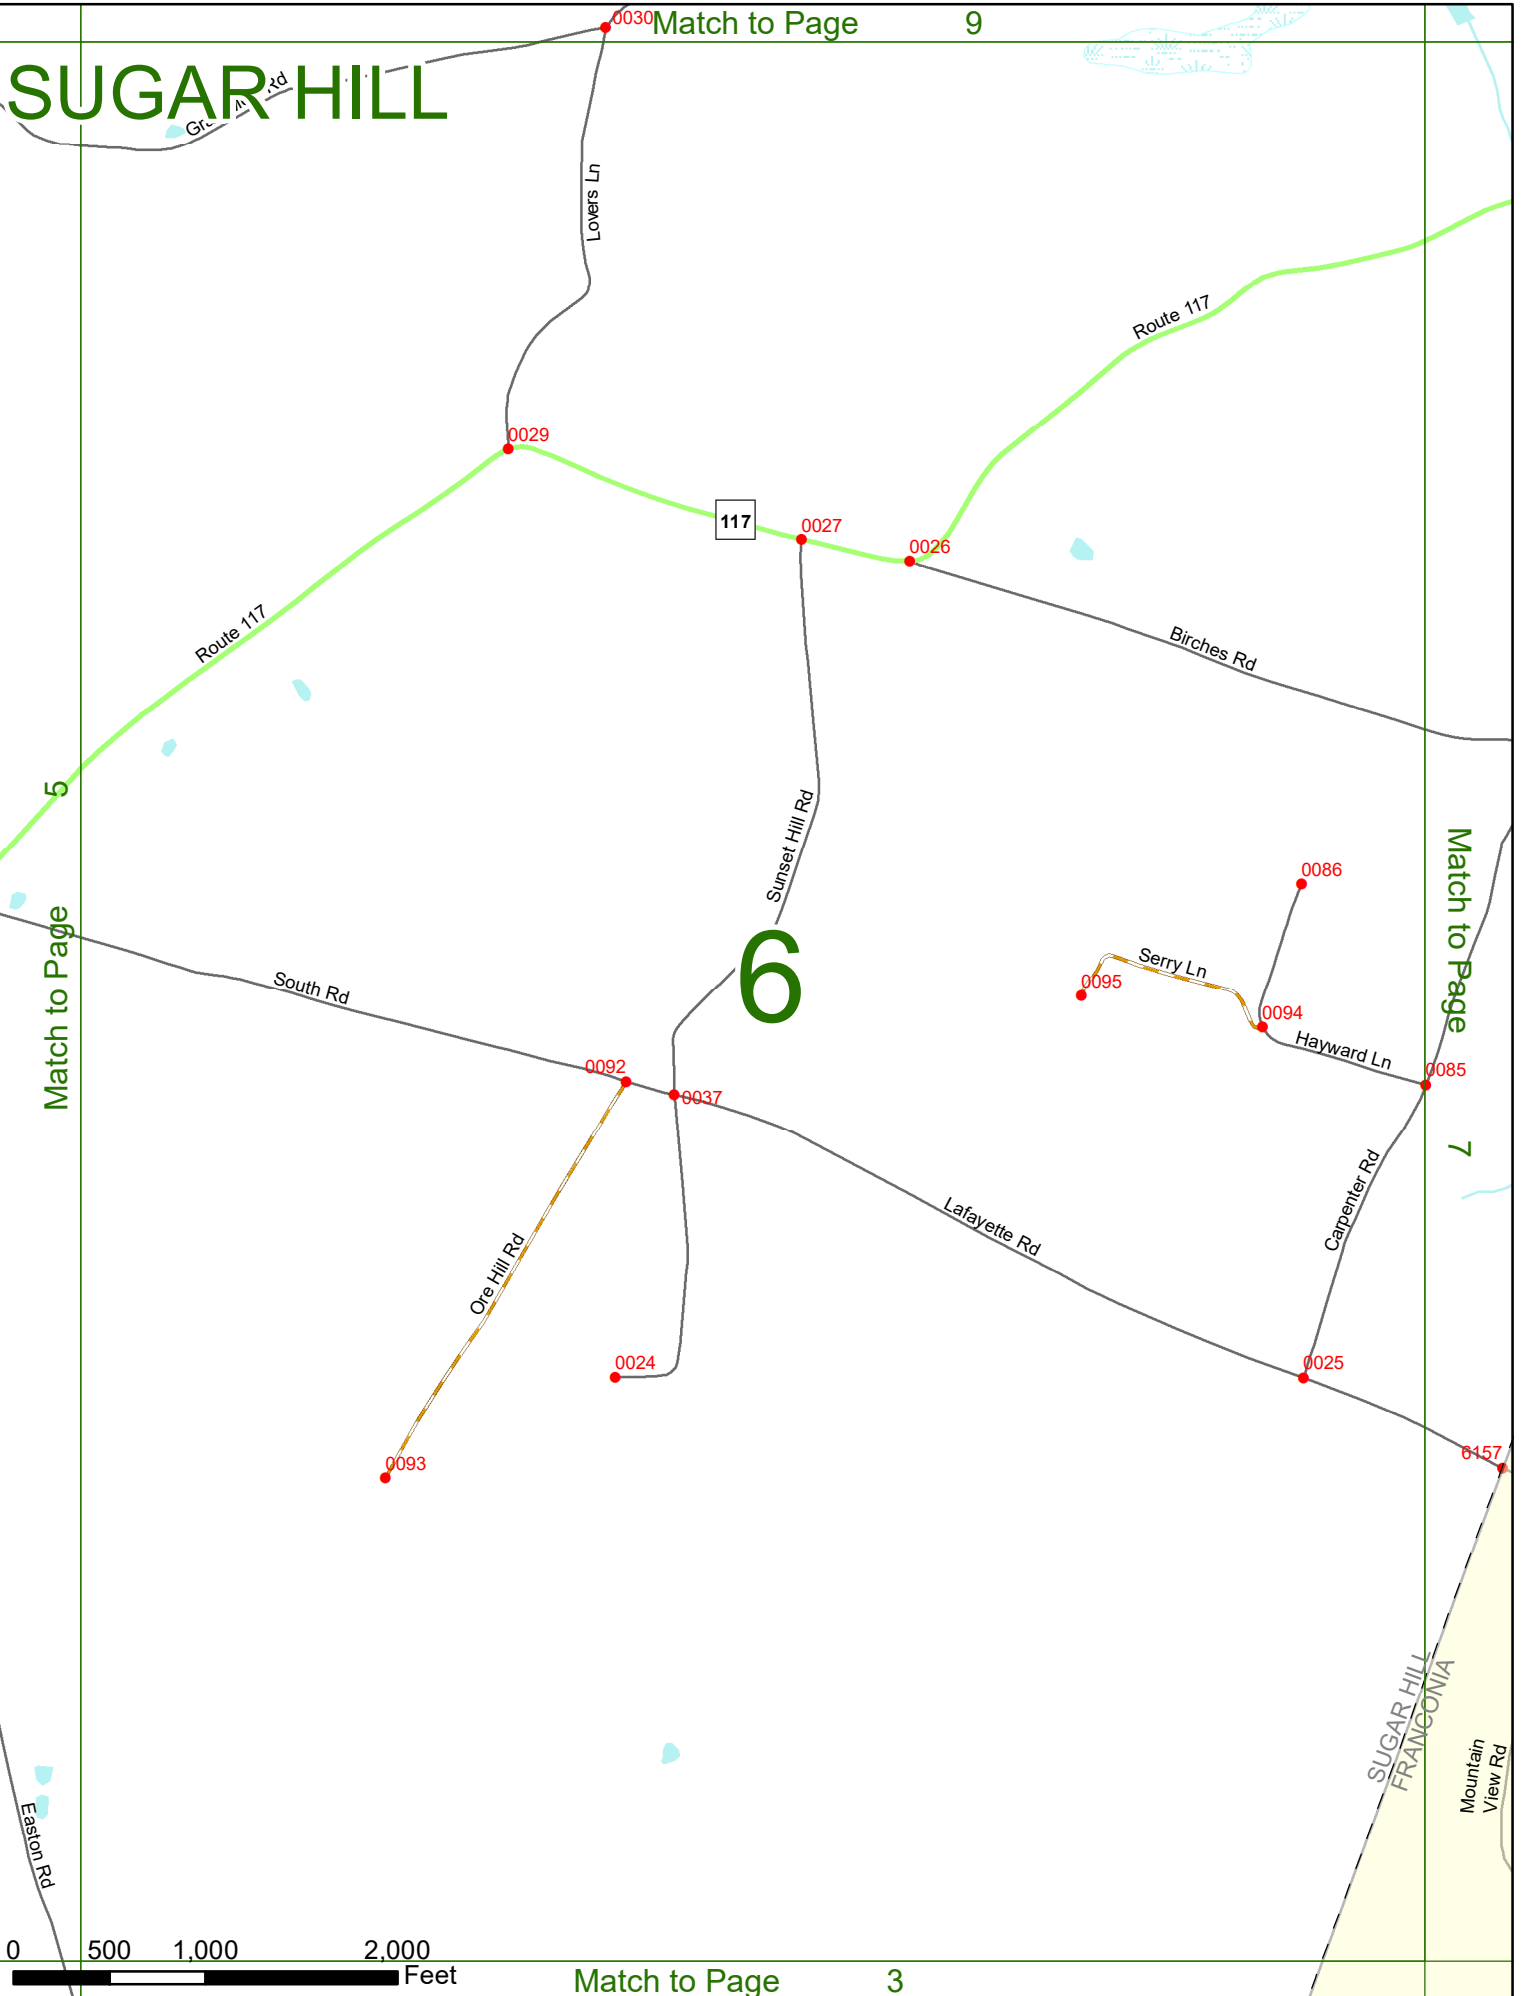 0030
Match to Page 9
SUGAR HILL
Rd
Lovers Ln
Route 117
0029
117
0027
0026
Route 117
Birches Rd
5
Match to Page
Sunset Hill Rd
0086
Match to Page
7
6
Serry Ln
0095
South Rd
0094
Hayward Ln
0092
0085
0037
Carpenter Rd
Lafayette Rd
Ore Hill Rd
0024
0025
0093
6157
SUGAR HILL
FRANCONIA
Mountain
View Rd
Easton Rd
0 500 1,000 2,000
Feet
Match to Page 3